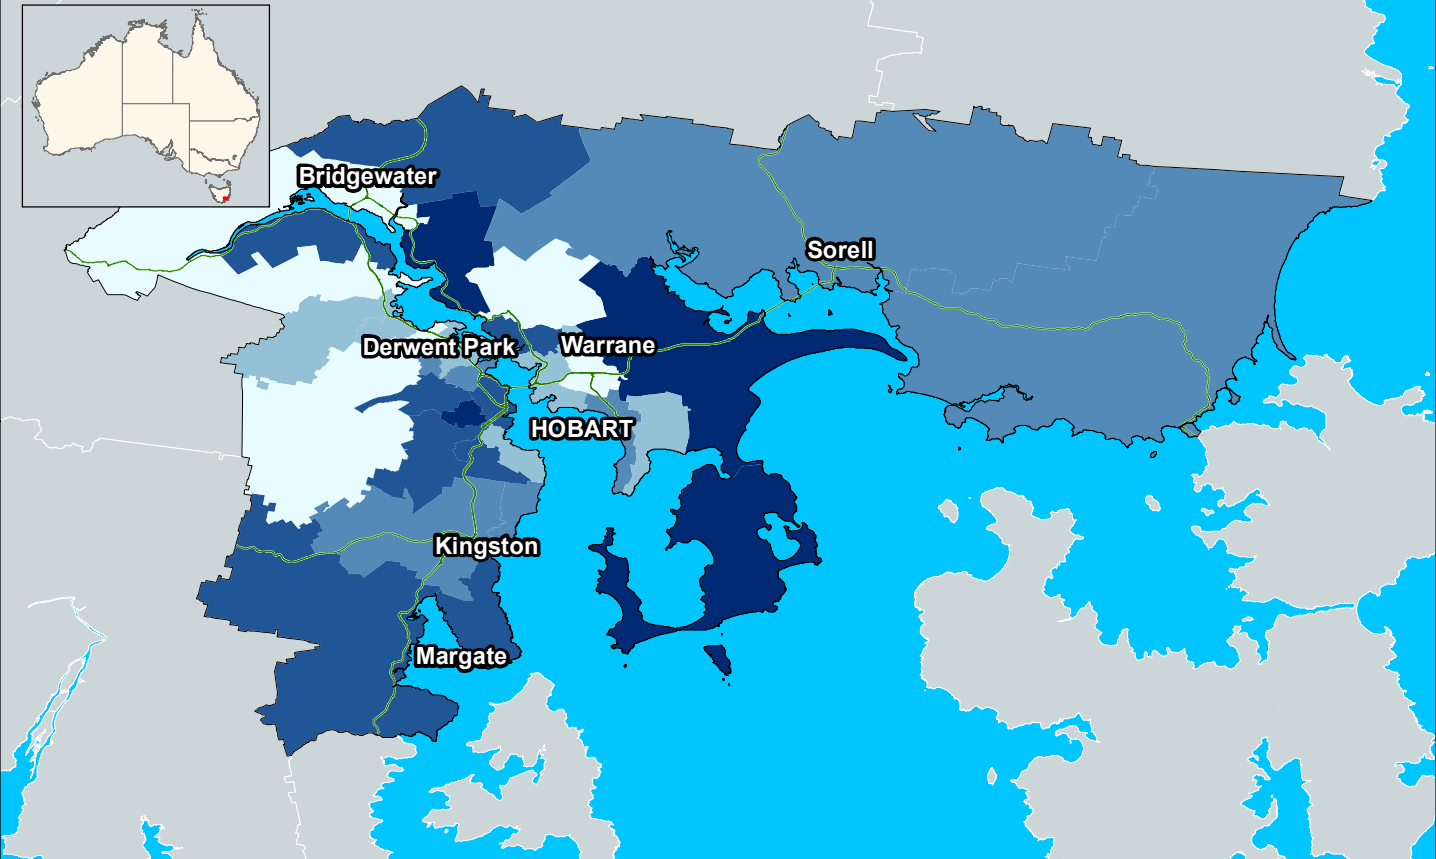 Bridgewater
Sorell
Derwent Park
Warrane
HOBART
Kingston
Margate